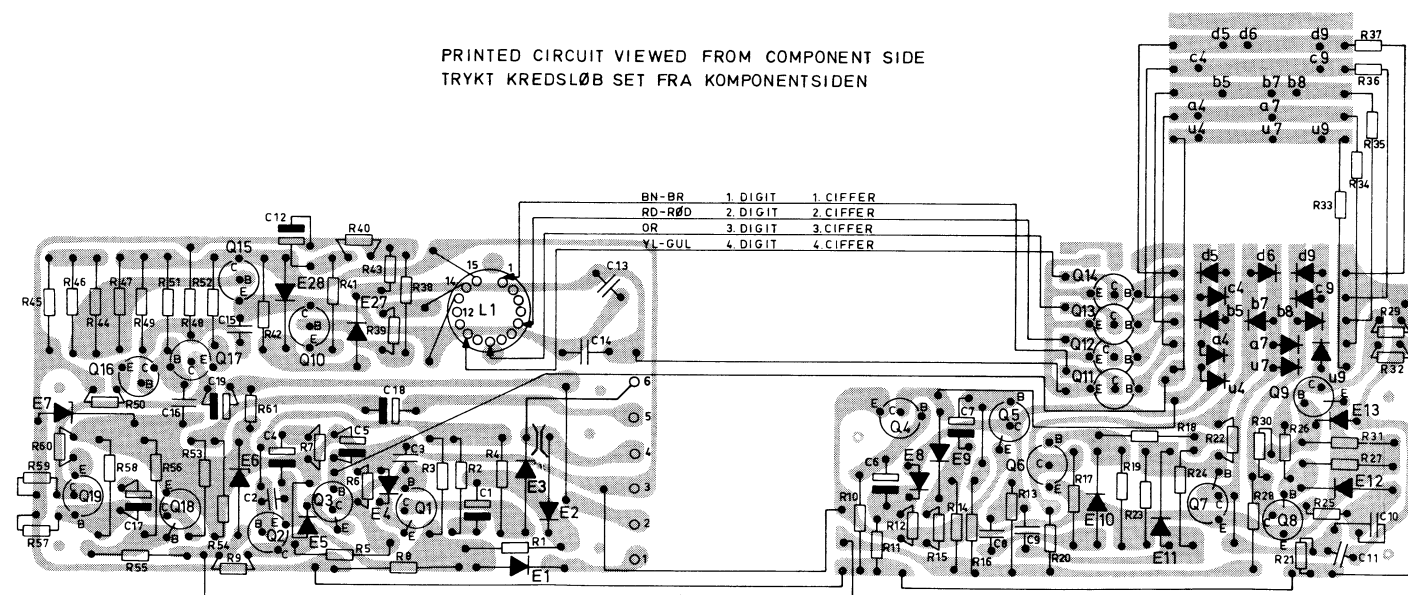 PRINTED CIRCUIT VIEWED FROM COMPONENT SIDE
TRYKT KREDSLØB SET FRA KOMPONENTSIDEN
d5 d6 d9 R37
c4 c9 R36
b5 b7 b8
a4 a7 R35
u4 u7 u9
R34
R33
BN-BR 1. DIGIT 1. CIFFER
RD-RØD 2. DIGIT 2. CIFFER
OR 3. DIGIT 3. CIFFER
YL-GUL 4. DIGIT 4. CIFFER
C12 R40
Q15 R43 15 1 C13
C B E E28 R41 E27 R38 14
R45 R46 R44 R47 R49 R51 R48 R52 C15 R42 C B E Q10 R39 12 L1
C14
Q16 C E B B E C Q17
E7 R50 C16 C19 R61 C18 6
5
R60 R59 R58 R56 R53 E6 C4 R7 C5 C3 R3 R2 R4 E3 4
E C B Q19 C17 E C B Q18 C2 Q3 B C E R6 E4 E C B Q1 C1 E2 3
R57 R54 Q2 B E C E5 R5 2
R55 R9 R8 R1 E1 1
Q14 E C B
Q13 E C B
Q12 E C B
Q11 E C B
d5 d6 d9
c4 c9
b5 b7 b8
a4 a7
u7 u4 u9
R29
R32
Q4 E C B C7 Q5 B C E
C6 E8 E9 Q6 B C E
R10 R11 R12 R15 R14 R16 C8 R13 C9 R20 R17 E10 R19 R23 E11
R18 R22 R24 B C E Q7
Q9 C B E E13
R30 R26 R31
R27
E12
R28 E C B Q8 R25 C10
R21 C11